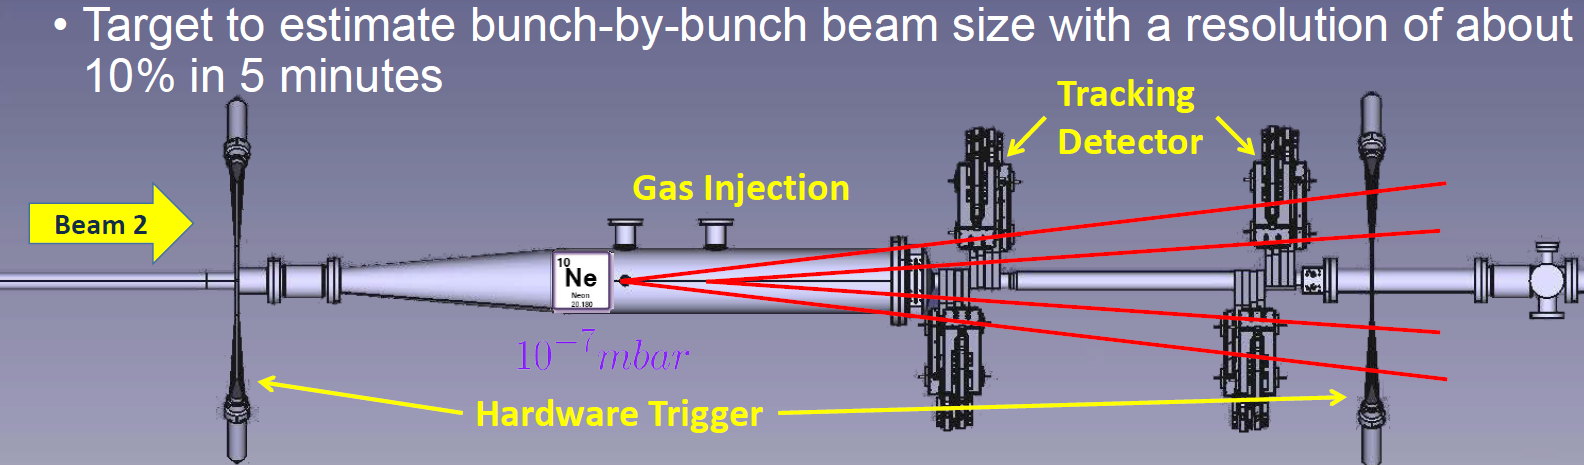 • Target to estimate bunch-by-bunch beam size with a resolution of about
10% in 5 minutes
Tracking
Detector
Gas Injection
Beam 2
10
Ne
Neon
20.180
10⁻⁷mbar
Hardware Trigger